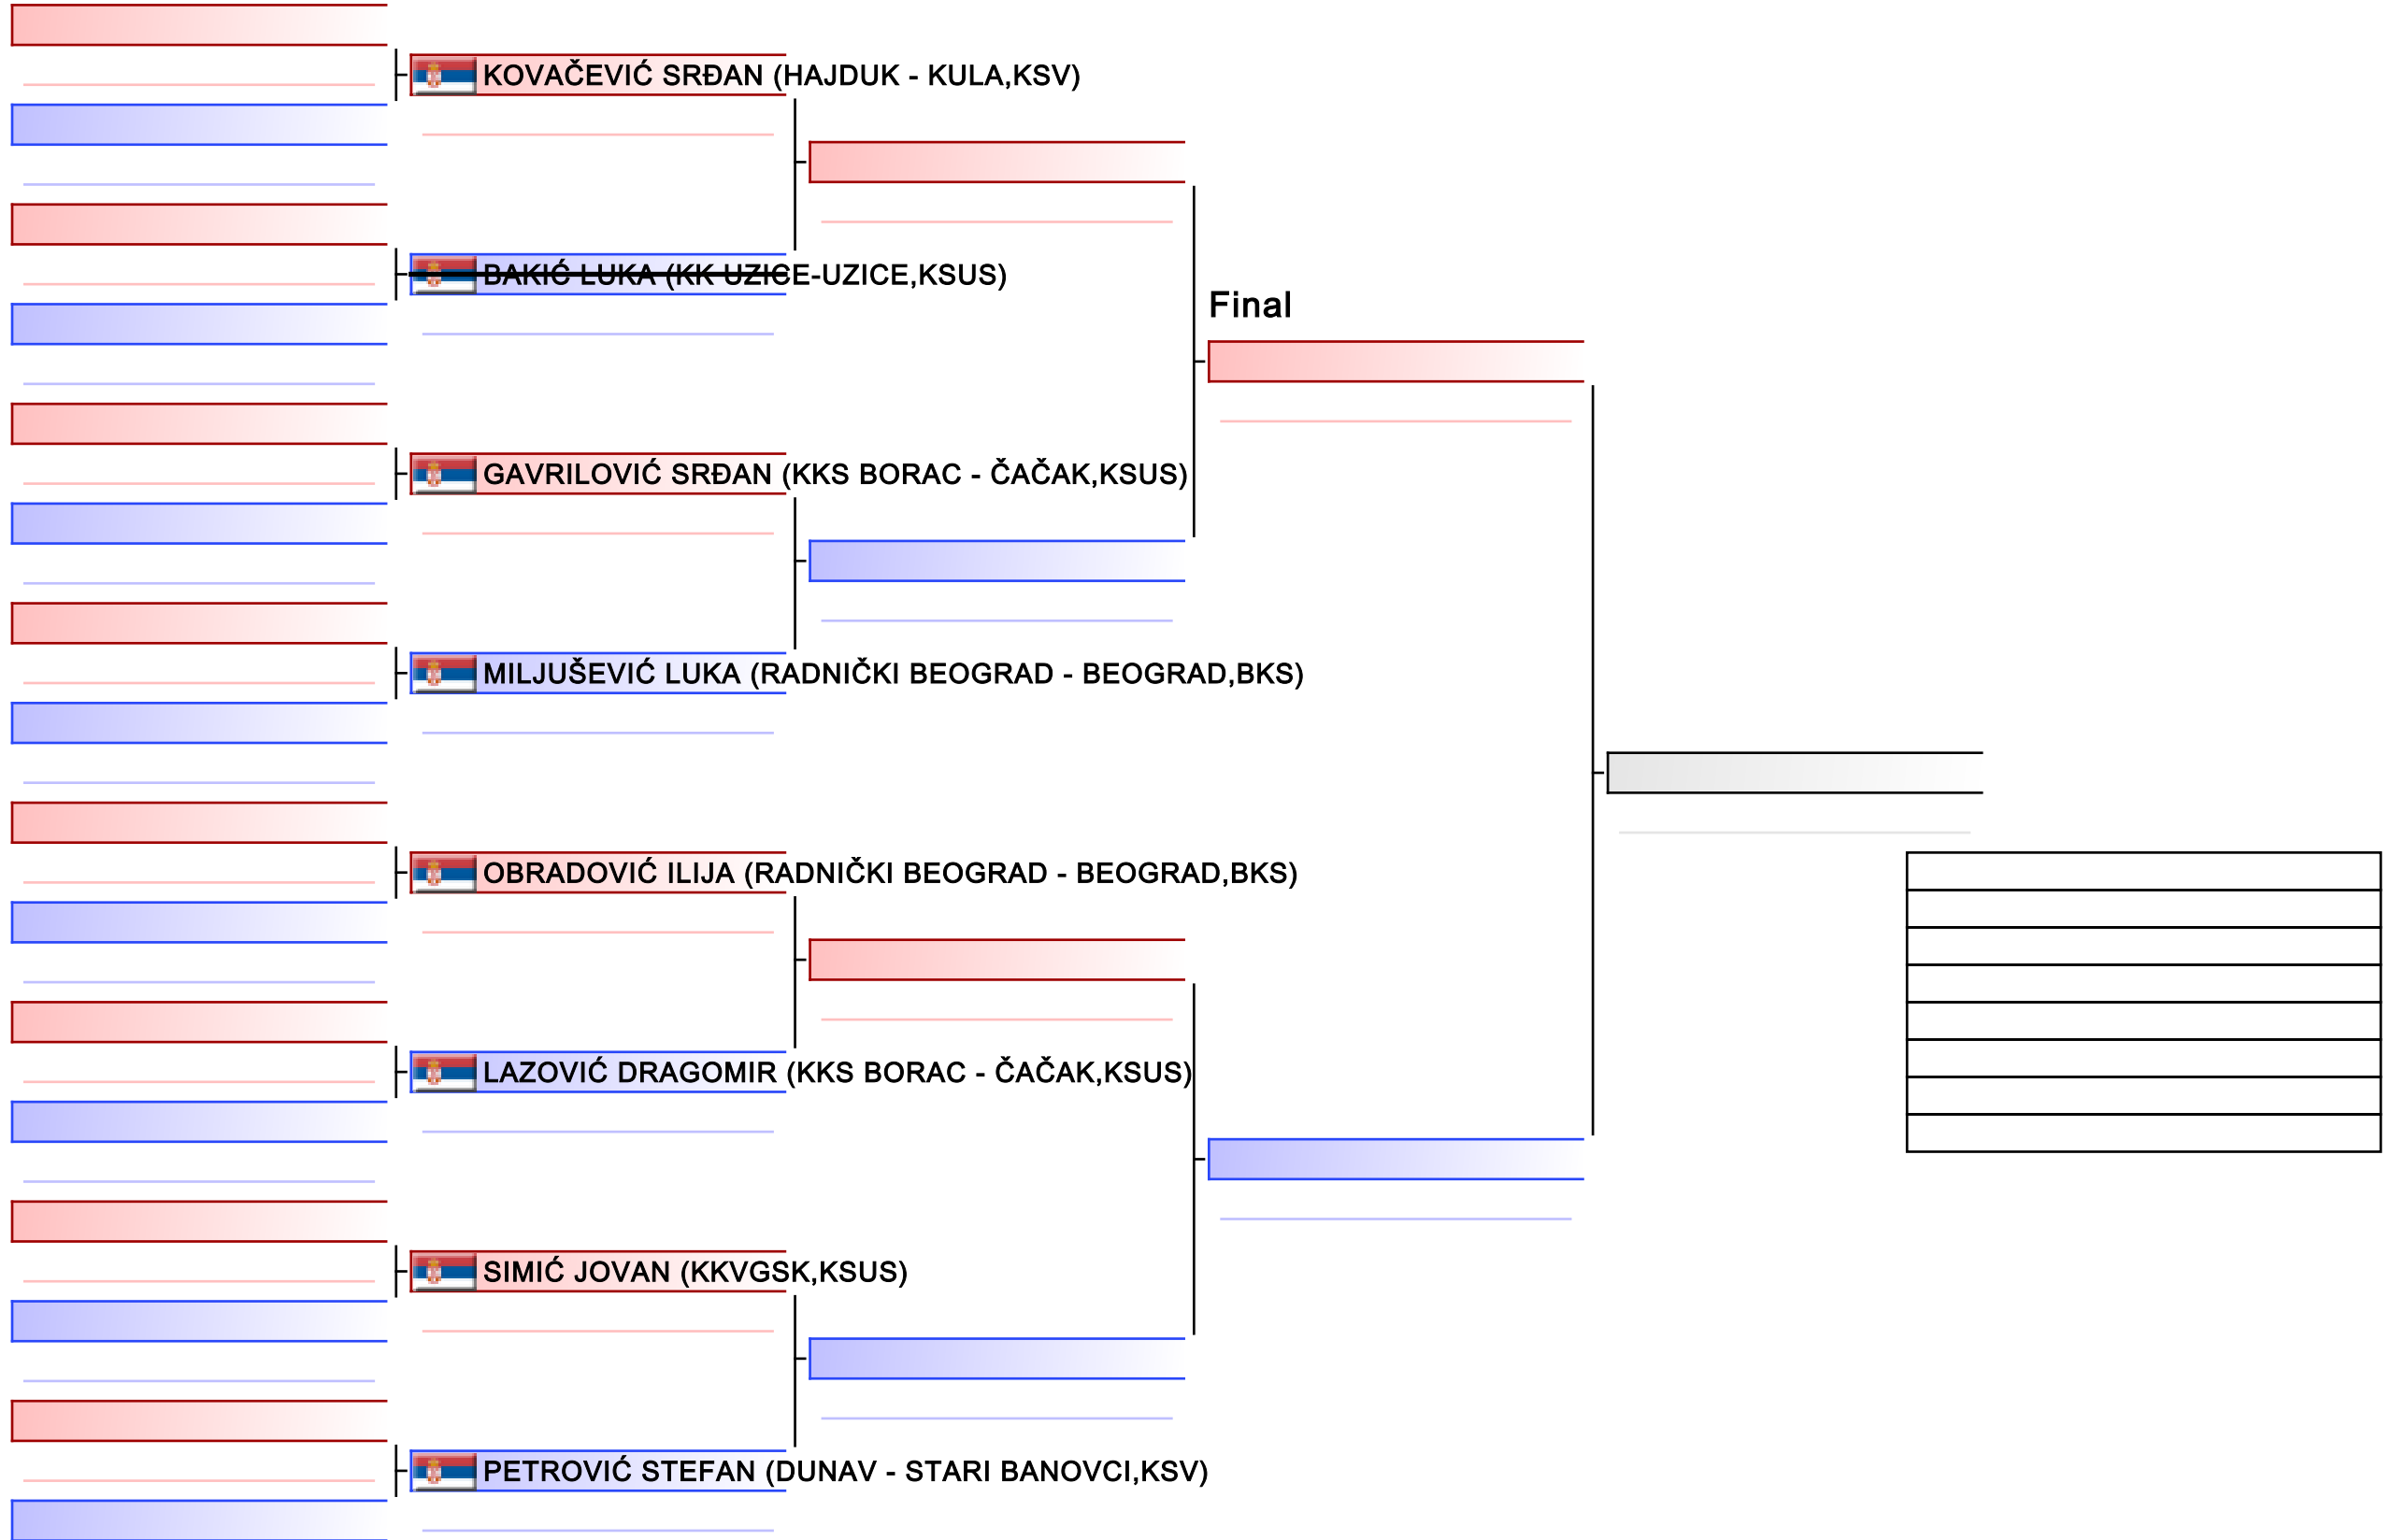 KOVAČEVIĆ SRĐAN (HAJDUK - KULA,KSV)
BAKIĆ LUKA (KK UZICE-UZICE,KSUS)
Final
GAVRILOVIĆ SRĐAN (KKS BORAC - ČAČAK,KSUS)
MILJUŠEVIĆ LUKA (RADNIČKI BEOGRAD - BEOGRAD,BKS)
OBRADOVIĆ ILIJA (RADNIČKI BEOGRAD - BEOGRAD,BKS)
LAZOVIĆ DRAGOMIR (KKS BORAC - ČAČAK,KSUS)
SIMIĆ JOVAN (KKVGSK,KSUS)
PETROVIĆ STEFAN (DUNAV - STARI BANOVCI,KSV)